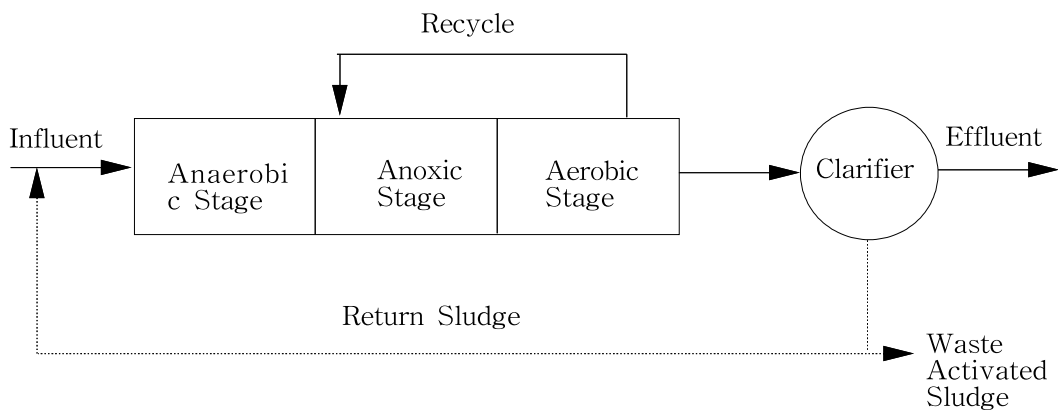 Recycle
Influent
Anaerobi
c Stage
Anoxic
Stage
Aerobic
Stage
Clarifier
Effluent
Return Sludge
Waste
Activated
Sludge